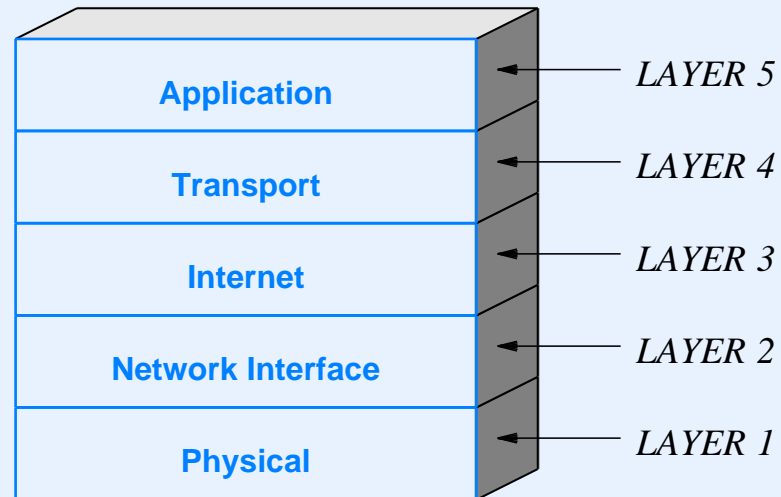 Application
LAYER 5
Transport
LAYER 4
Internet
LAYER 3
Network Interface
LAYER 2
Physical
LAYER 1